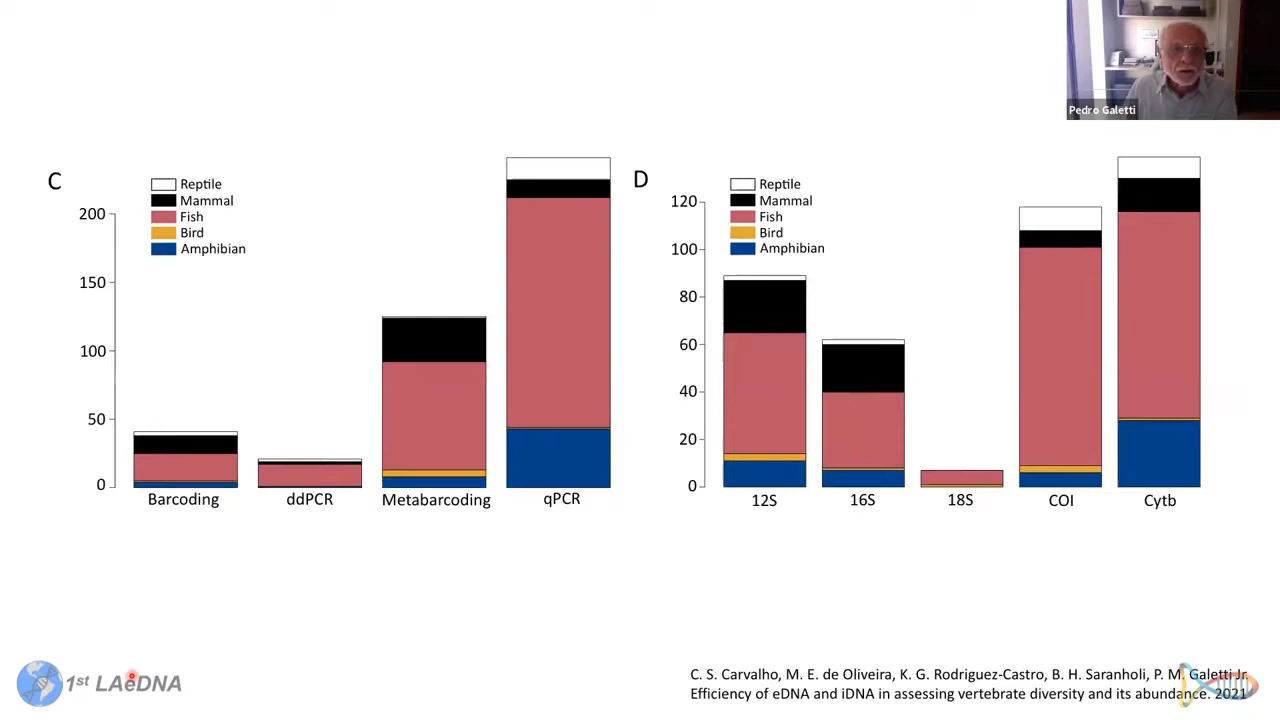 Pedro Galetti
C
Reptile
Mammal
Fish
Bird
Amphibian
200
150
100
50
0
Barcoding
ddPCR
Metabarcoding
qPCR
D
Reptile
Mammal
Fish
Bird
Amphibian
120
100
80
60
40
20
0
12S
16S
18S
COI
Cytb
1st LAeDNA
C. S. Carvalho, M. E. de Oliveira, K. G. Rodriguez-Castro, B. H. Saranholi, P. M. Galetti Jr.
Efficiency of eDNA and iDNA in assessing vertebrate diversity and its abundance. 2021